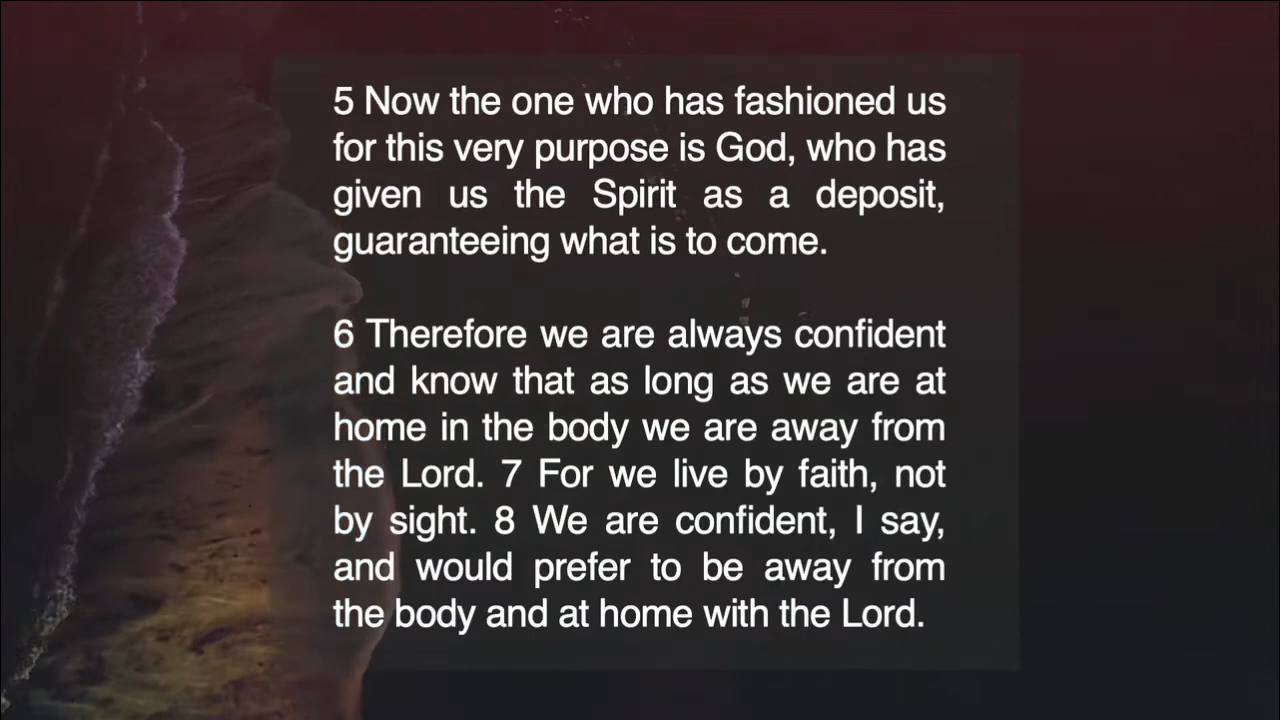 5 Now the one who has fashioned us
for this very purpose is God, who has
given us the Spirit as a deposit,
guaranteeing what is to come.
6 Therefore we are always confident
and know that as long as we are at
home in the body we are away from
the Lord. 7 For we live by faith, not
by sight. 8 We are confident, I say,
and would prefer to be away from
the body and at home with the Lord.